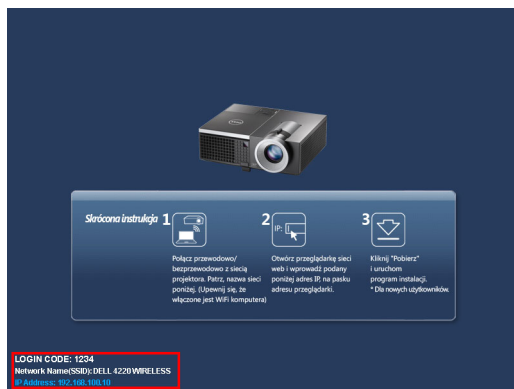 Skrócona instrukcja 1 2 3
IP:
Połącz przewodowo/
bezprzewodowo z siecią
projektora. Patrz, nazwa sieci
poniżej. (Upewnij się, że
włączone jest WiFi komputera)
Otwórz przeglądarkę sieci
web i wprowadź podany
poniżej adres IP, na pasku
adresu przeglądarki.
Kliknij "Pobierz"
i uruchom
program instalacji.
* Dla nowych użytkowników.
LOGIN CODE: 1234
Network Name(SSID): DELL 4220 WIRELESS
IP Address: 192.168.100.10